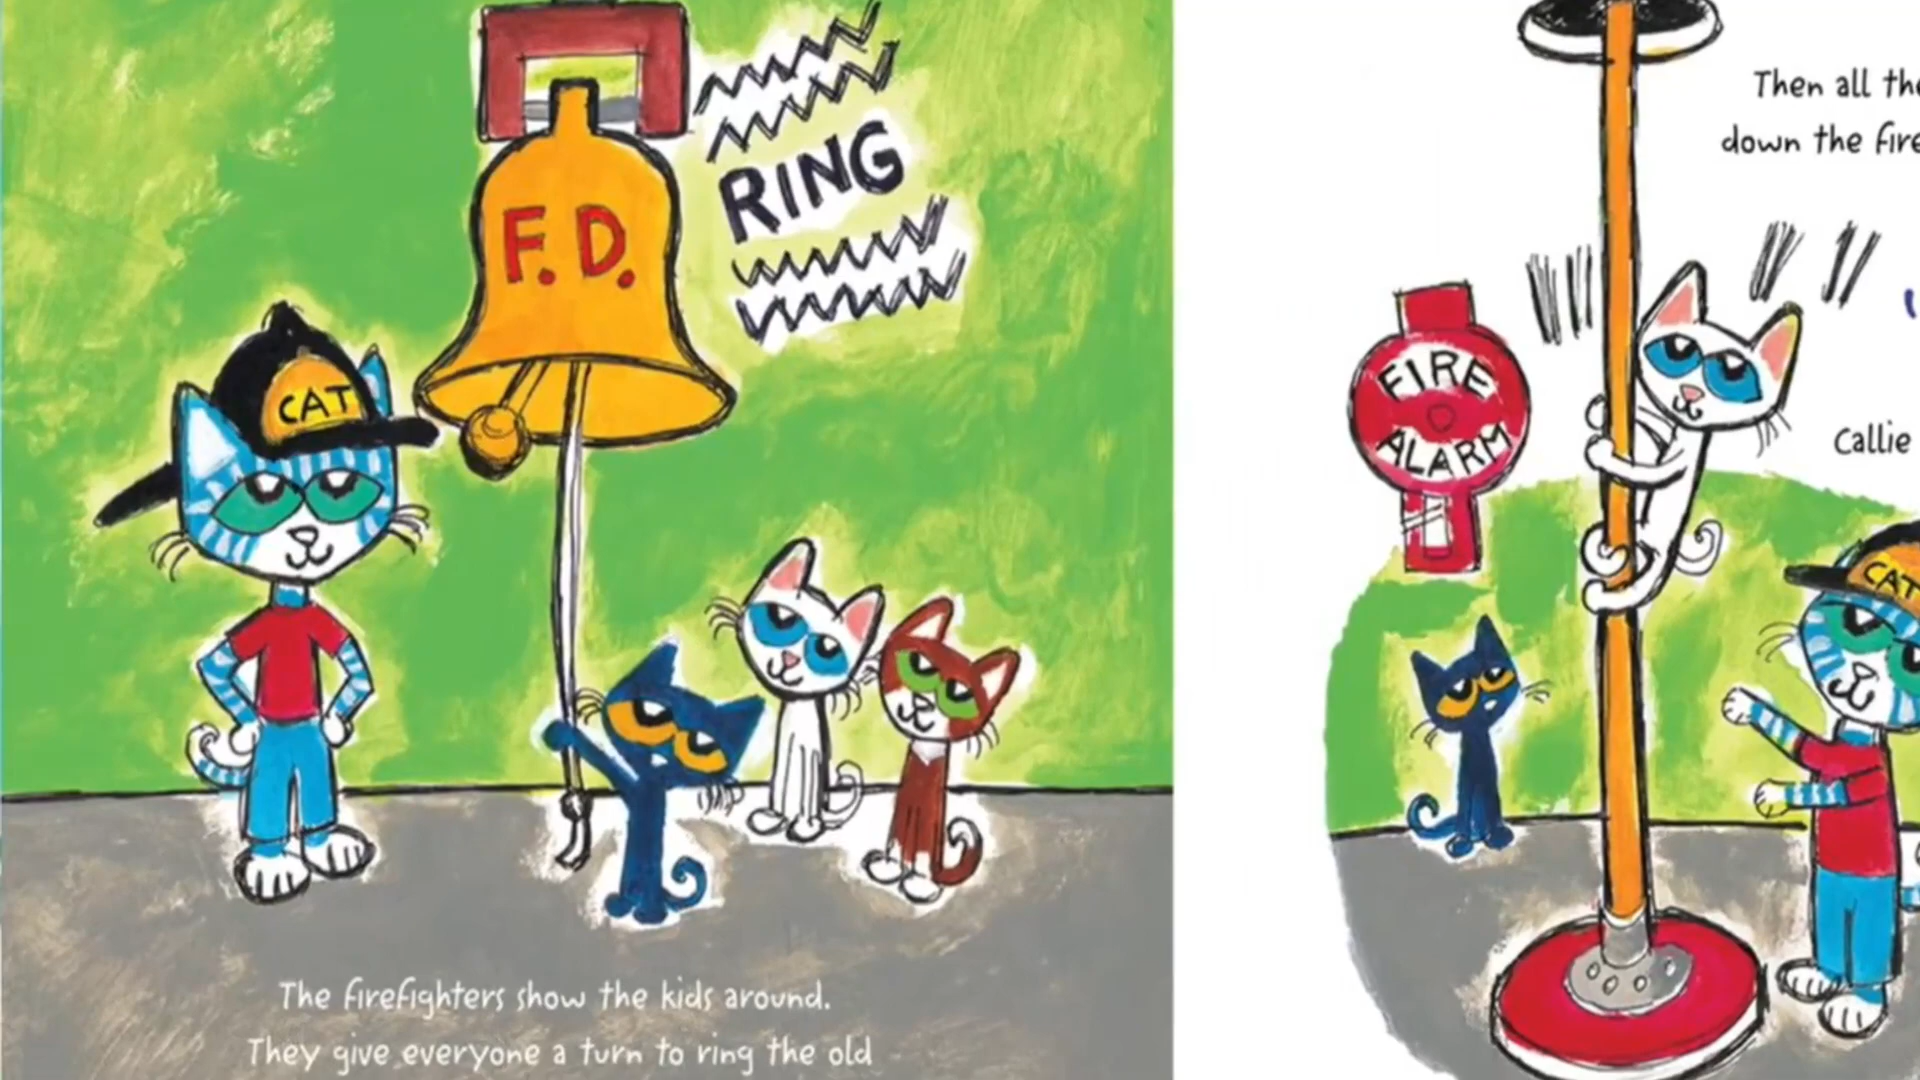 RING
F. D.
CAT
The firefighters show the kids around.
They give everyone a turn to ring the old
Then all the
down the fire
FIRE
ALARM
Callie
CAT